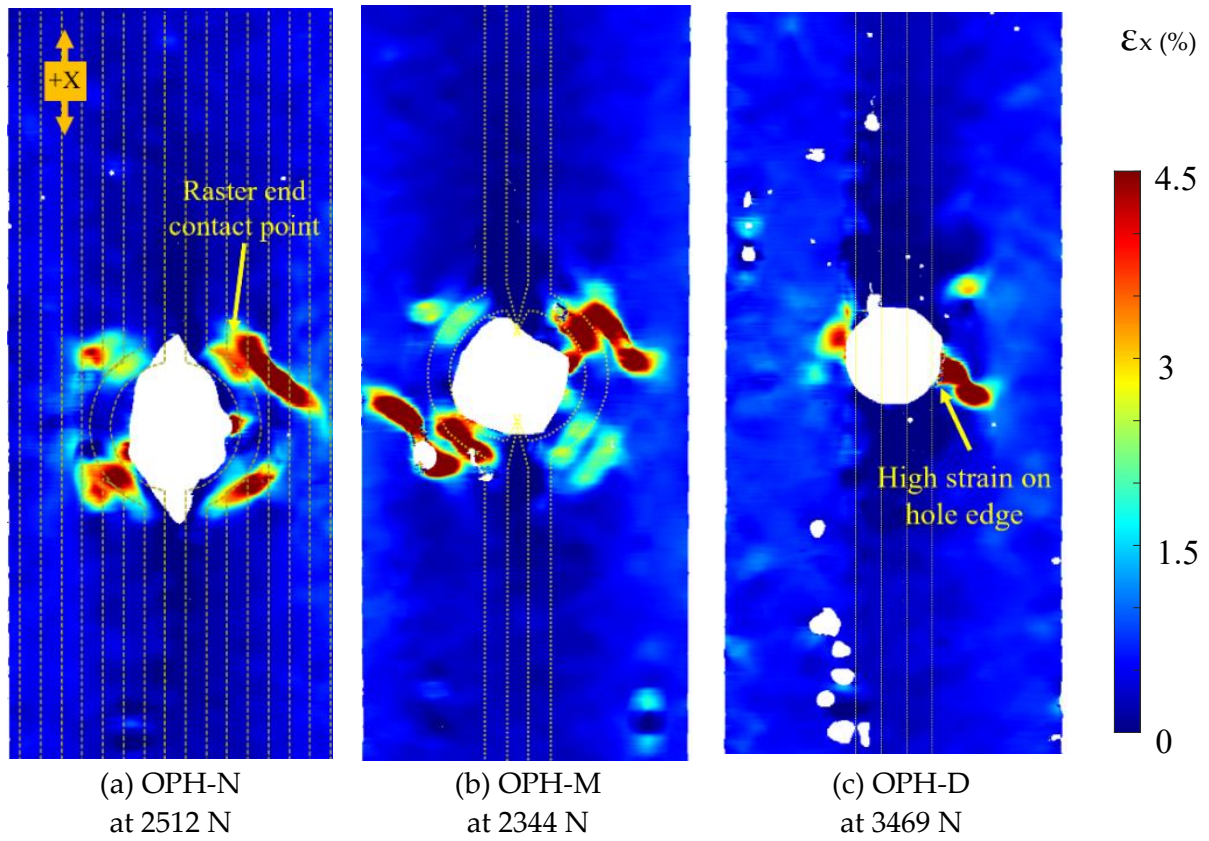 +X
Raster end
contact point
High strain on
hole edge
εx (%)
4.5
3
1.5
0
(a) OPH-N
at 2512 N
(b) OPH-M
at 2344 N
(c) OPH-D
at 3469 N